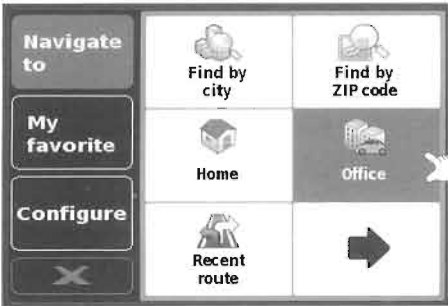 Navigate
to
My
favorite
Configure
Find by
city
Find by
ZIP code
Home
Office
Recent
route